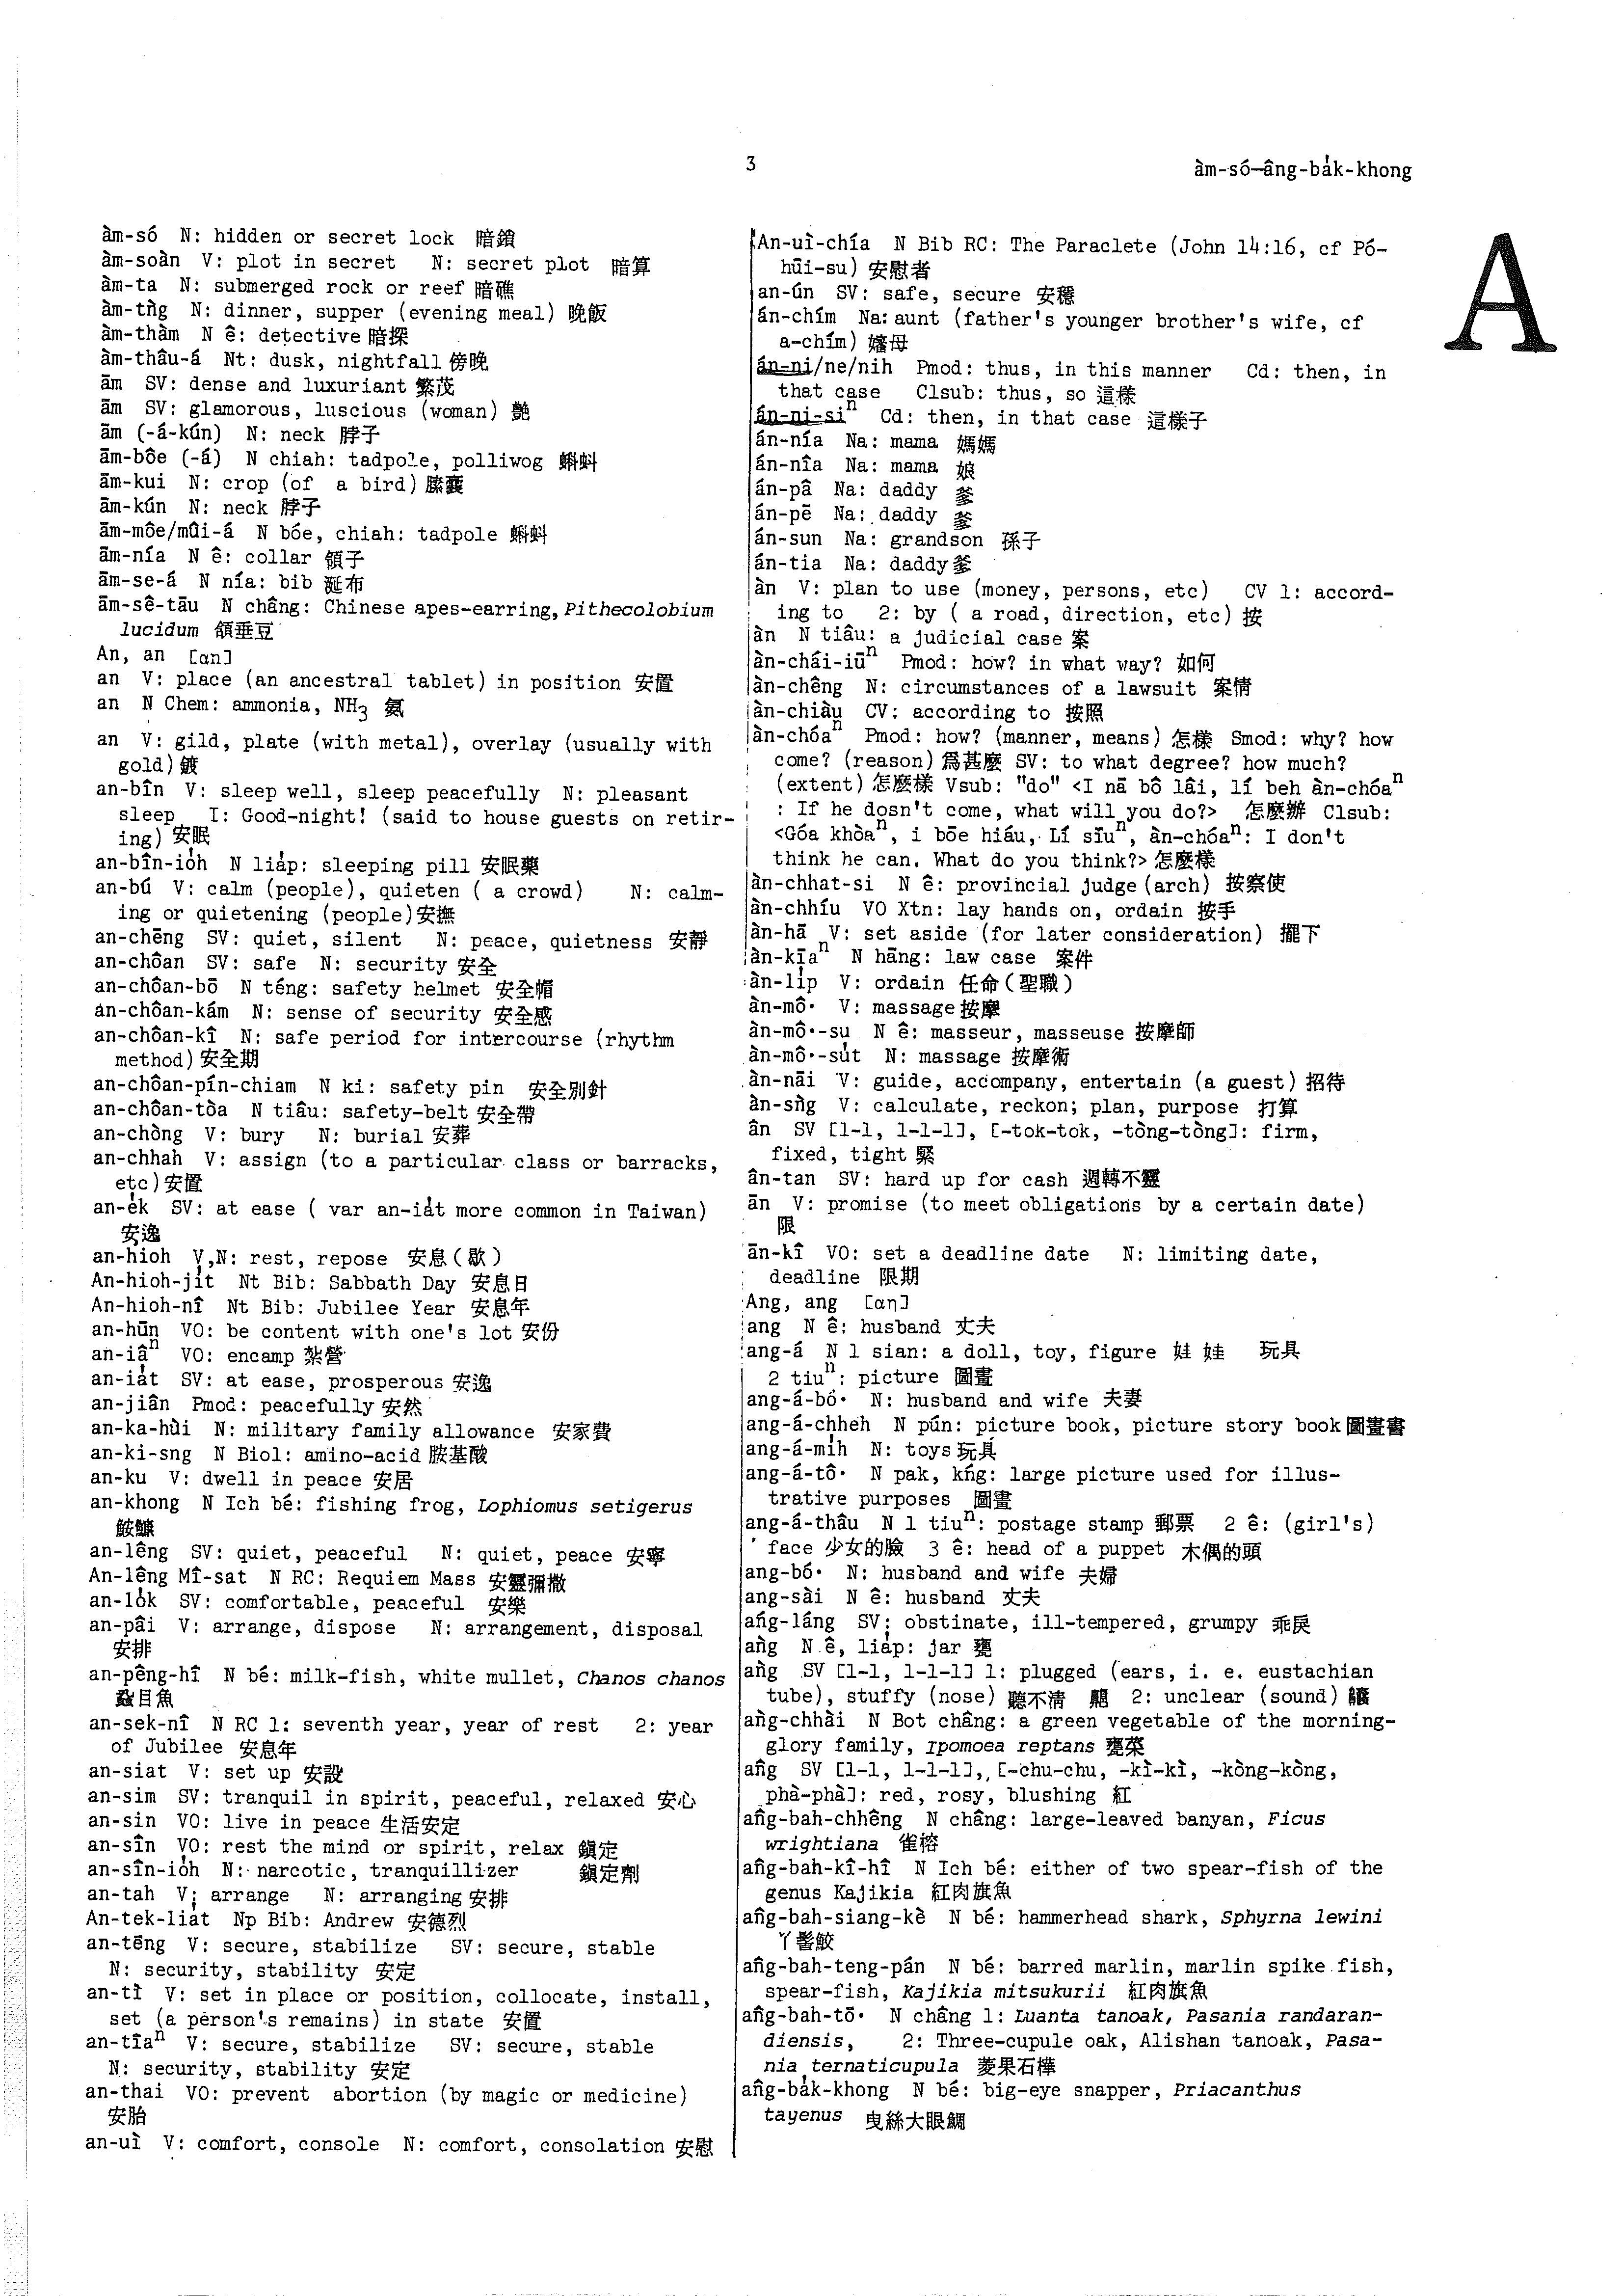 3
àm-só—âng-ba̍k-khong
A
àm-só N: hidden or secret lock 暗鎖
àm-soàn V: plot in secret N: secret plot 暗算
àm-ta N: submerged rock or reef 暗礁
àm-tǹg N: dinner, supper (evening meal) 晚飯
àm-thàm N ê: detective 暗探
àm-thâu-á Nt: dusk, nightfall 傍晚
ām SV: dense and luxuriant 繁茂
ām SV: glamorous, luscious (woman) 艷
ām (-á-kún) N: neck 脖子
ām-bôe (-á) N chiah: tadpole, polliwog 蝌蚪
ām-kui N: crop (of a bird) 膆囊
ām-kún N: neck 脖子
ām-môe/mûi-á N bóe, chiah: tadpole 蝌蚪
ām-nía N ê: collar 領子
ām-se-á N nía: bib 涎布
ām-sê-tāu N châng: Chinese apes-earring, Pithecolobium
lucidum 頷垂豆
An, an [ɑn]
an V: place (an ancestral tablet) in position 安置
an N Chem: ammonia, NH3 氨
an V: gild, plate (with metal), overlay (usually with
gold) 鍍
an-bîn V: sleep well, sleep peacefully N: pleasant
sleep I: Good-night! (said to house guests on retir-
ing) 安眠
an-bîn-io̍h N lia̍p: sleeping pill 安眠藥
an-bú V: calm (people), quieten ( a crowd) N: calm-
ing or quietening (people) 安撫
an-chēng SV: quiet, silent N: peace, quietness 安靜
an-chôan SV: safe N: security 安全
an-chôan-bō N téng: safety helmet 安全帽
an-chôan-kám N: sense of security 安全感
an-chôan-kî N: safe period for intercourse (rhythm
method) 安全期
an-chôan-pín-chiam N ki: safety pin 安全別針
an-chôan-tòa N tiâu: safety-belt 安全帶
an-chòng V: bury N: burial 安葬
an-chhah V: assign (to a particular class or barracks,
etc) 安置
an-e̍k SV: at ease ( var an-ia̍t more common in Taiwan)
安逸
an-hioh V,N: rest, repose 安息(歇)
An-hioh-ji̍t Nt Bib: Sabbath Day 安息日
An-hioh-nî Nt Bib: Jubilee Year 安息年
an-hūn VO: be content with one's lot 安份
an-iâⁿ VO: encamp 紮營
an-ia̍t SV: at ease, prosperous 安逸
an-jiân Pmod: peacefully 安然
an-ka-hùi N: military family allowance 安家費
an-ki-sng N Biol: amino-acid 胺基酸
an-ku V: dwell in peace 安居
an-khong N Ich bé: fishing frog, Lophiomus setigerus
鮟鱇
an-lêng SV: quiet, peaceful N: quiet, peace 安寧
An-lêng Mî-sat N RC: Requiem Mass 安靈彌撒
an-lo̍k SV: comfortable, peaceful 安樂
an-pâi V: arrange, dispose N: arrangement, disposal
安排
an-pêng-hî N bé: milk-fish, white mullet, Chanos chanos
虱目魚
an-sek-nî N RC 1: seventh year, year of rest 2: year
of Jubilee 安息年
an-siat V: set up 安設
an-sim SV: tranquil in spirit, peaceful, relaxed 安心
an-sin VO: live in peace 生活安定
an-sîn VO: rest the mind or spirit, relax 鎮定
an-sîn-io̍h N: narcotic, tranquillizer 鎮定劑
an-tah V; arrange N: arranging 安排
An-tek-lia̍t Np Bib: Andrew 安德烈
an-tēng V: secure, stabilize SV: secure, stable
N: security, stability 安定
an-tì V: set in place or position, collocate, install,
set (a person's remains) in state 安置
an-tīaⁿ V: secure, stabilize SV: secure, stable
N: security, stability 安定
an-thai VO: prevent abortion (by magic or medicine)
安胎
an-uì V: comfort, console N: comfort, consolation 安慰
An-uì-chía N Bib RC: The Paraclete (John 14:16, cf Pó-
hūi-su) 安慰者
an-ún SV: safe, secure 安穩
án-chím Na: aunt (father's younger brother's wife, cf
a-chím) 嬸母
án-ni/ne/nih Pmod: thus, in this manner Cd: then, in
that case Clsub: thus, so 這樣
án-ni-siⁿ Cd: then, in that case 這樣子
án-nía Na: mama 媽媽
án-nîa Na: mama 娘
án-pâ Na: daddy 爹
án-pē Na: daddy 爹
án-sun Na: grandson 孫子
án-tia Na: daddy 爹
àn V: plan to use (money, persons, etc) CV 1: accord-
ing to 2: by ( a road, direction, etc) 按
àn N tiâu: a judicial case 案
àn-chái-iūⁿ Pmod: how? in what way? 如何
àn-chêng N: circumstances of a lawsuit 案情
àn-chiàu CV: according to 按照
àn-chóaⁿ Pmod: how? (manner, means) 怎樣 Smod: why? how
come? (reason) 爲甚麼 SV: to what degree? how much?
(extent) 怎麼樣 Vsub: "do" <I nā bô lâi, lí beh àn-chóaⁿ
: If he dosn't come, what will you do?> 怎麼辦 Clsub:
<Góa khòaⁿ, i bōe hiáu, Lí sīuⁿ, àn-chóaⁿ: I don't
think he can. What do you think?> 怎麼樣
àn-chhat-si N ê: provincial judge (arch) 按察使
àn-chhíu VO Xtn: lay hands on, ordain 按手
àn-hā V: set aside (for later consideration) 擺下
àn-kīaⁿ N hāng: law case 案件
àn-li̍p V: ordain 任命(聖職)
àn-mô͘ V: massage 按摩
àn-mô͘-su N ê: masseur, masseuse 按摩師
àn-mô͘-su̍t N: massage 按摩術
àn-nāi V: guide, accompany, entertain (a guest) 招待
àn-sǹg V: calculate, reckon; plan, purpose 打算
ân SV [1-1, 1-1-1], [-tok-tok, -tòng-tòng]: firm,
fixed, tight 緊
ân-tan SV: hard up for cash 週轉不靈
ān V: promise (to meet obligations by a certain date)
限
ān-kî VO: set a deadline date N: limiting date,
deadline 限期
Ang, ang [ɑŋ]
ang N ê: husband 丈夫
ang-á N 1 sian: a doll, toy, figure 娃娃 玩具
2 tiuⁿ: picture 圖畫
ang-á-bó͘ N: husband and wife 夫妻
ang-á-chheh N pún: picture book, picture story book 圖畫書
ang-á-mi̍h N: toys 玩具
ang-á-tô͘ N pak, kńg: large picture used for illus-
trative purposes 圖畫
ang-á-thâu N 1 tiuⁿ: postage stamp 郵票 2 ê: (girl's)
face 少女的臉 3 ê: head of a puppet 木偶的頭
ang-bó͘ N: husband and wife 夫婦
ang-sài N ê: husband 丈夫
áng-láng SV: obstinate, ill-tempered, grumpy 乖戾
àng N ê, lia̍p: jar 甕
àng SV [1-1, 1-1-1] 1: plugged (ears, i. e. eustachian
tube), stuffy (nose) 聽不清 2: unclear (sound)
àng-chhài N Bot châng: a green vegetable of the morning-
glory family, Ipomoea reptans 甕菜
âng SV [1-1, 1-1-1], [-chu-chu, -kì-kì, -kòng-kòng,
phà-phà]: red, rosy, blushing 紅
âng-bah-chhêng N châng: large-leaved banyan, Ficus
wrightiana 雀榕
âng-bah-kî-hî N Ich bé: either of two spear-fish of the
genus Kajikia 紅肉旗魚
âng-bah-siang-kè N bé: hammerhead shark, Sphyrna lewini
丫髻鮫
âng-bah-teng-pán N bé: barred marlin, marlin spike fish,
spear-fish, Kajikia mitsukurii 紅肉旗魚
âng-bah-tō͘ N châng 1: Luanta tanoak, Pasania randaran-
diensis, 2: Three-cupule oak, Alishan tanoak, Pasa-
nia ternaticupula 菱果石櫟
âng-ba̍k-khong N bé: big-eye snapper, Priacanthus
tayenus 曳絲大眼鯛